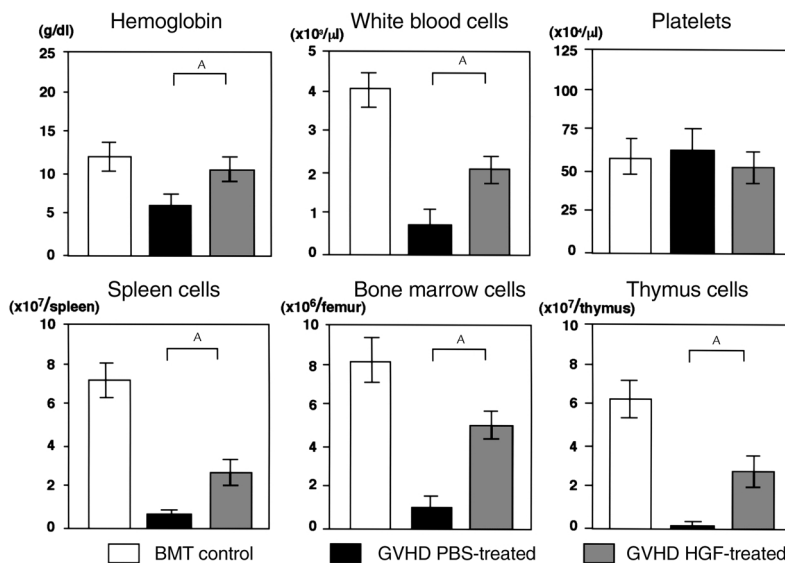 Hemoglobin
(g/dl)
25
20
15
10
5
0
A
White blood cells
(x10³/µl)
5
4
3
2
1
0
A
Platelets
(x10⁴/µl)
125
100
75
50
25
0
Spleen cells
(x10⁷/spleen)
10
8
6
4
2
0
A
Bone marrow cells
(x10⁶/femur)
10
8
6
4
2
0
A
Thymus cells
(x10⁷/thymus)
10
8
6
4
2
0
A
BMT control
GVHD PBS-treated
GVHD HGF-treated